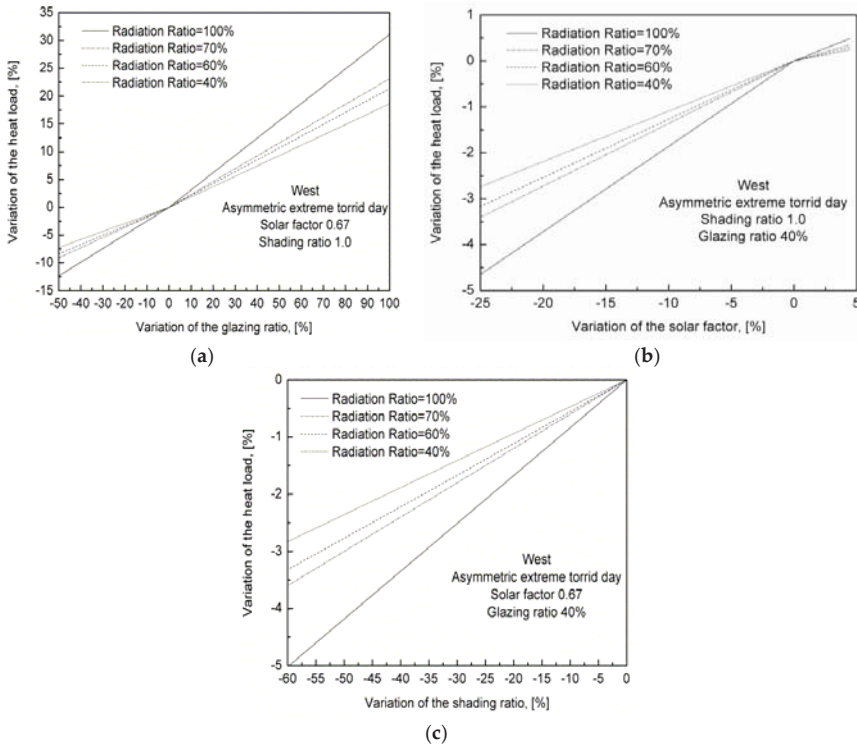 35
30
25
20
15
10
5
0
-5
-10
15
Variation of the heat load, [%]
Radiation Ratio=100%
Radiation Ratio=70%
Radiation Ratio=60%
Radiation Ratio=40%
West
Asymmetric extreme torrid day
Solar factor 0.67
Shading ratio 1.0
-50 -40 -30 -20 -10 0 10 20 30 40 50 60 70 80 90 100
Variation of the glazing ratio, [%]
(a)
1
0
-1
-2
-3
-4
-5
Variation of the heat load, [%]
Radiation Ratio=100%
Radiation Ratio=70%
Radiation Ratio=60%
Radiation Ratio=40%
West
Asymmetric extreme torrid day
Shading ratio 1.0
Glazing ratio 40%
-25 -20 -15 -10 -5 0 5
Variation of the solar factor, [%]
(b)
0
-1
-2
-3
-4
-5
Variation of the heat load, [%]
Radiation Ratio=100%
Radiation Ratio=70%
Radiation Ratio=60%
Radiation Ratio=40%
West
Asymmetric extreme torrid day
Solar factor 0.67
Glazing ratio 40%
-60 -55 -50 -45 -40 -35 -30 -25 -20 -15 -10 -5 0
Variation of the shading ratio, [%]
(c)